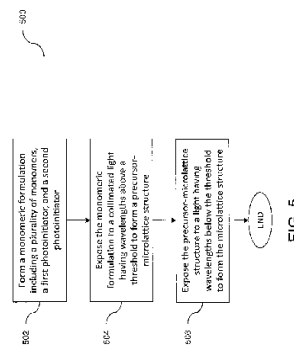 500
502
Form a monomeric formulation
including a plurality of monomers,
a first photoinitiator, and a second
photoinitiator
504
Expose the monomeric
formulation to a collimated light
having wavelengths above a
threshold to form a precursor-
microlattice structure
Expose the precursor-microlattice
structure to a light having
wavelengths below the threshold
to form the microlattice structure
END
FIG. 5